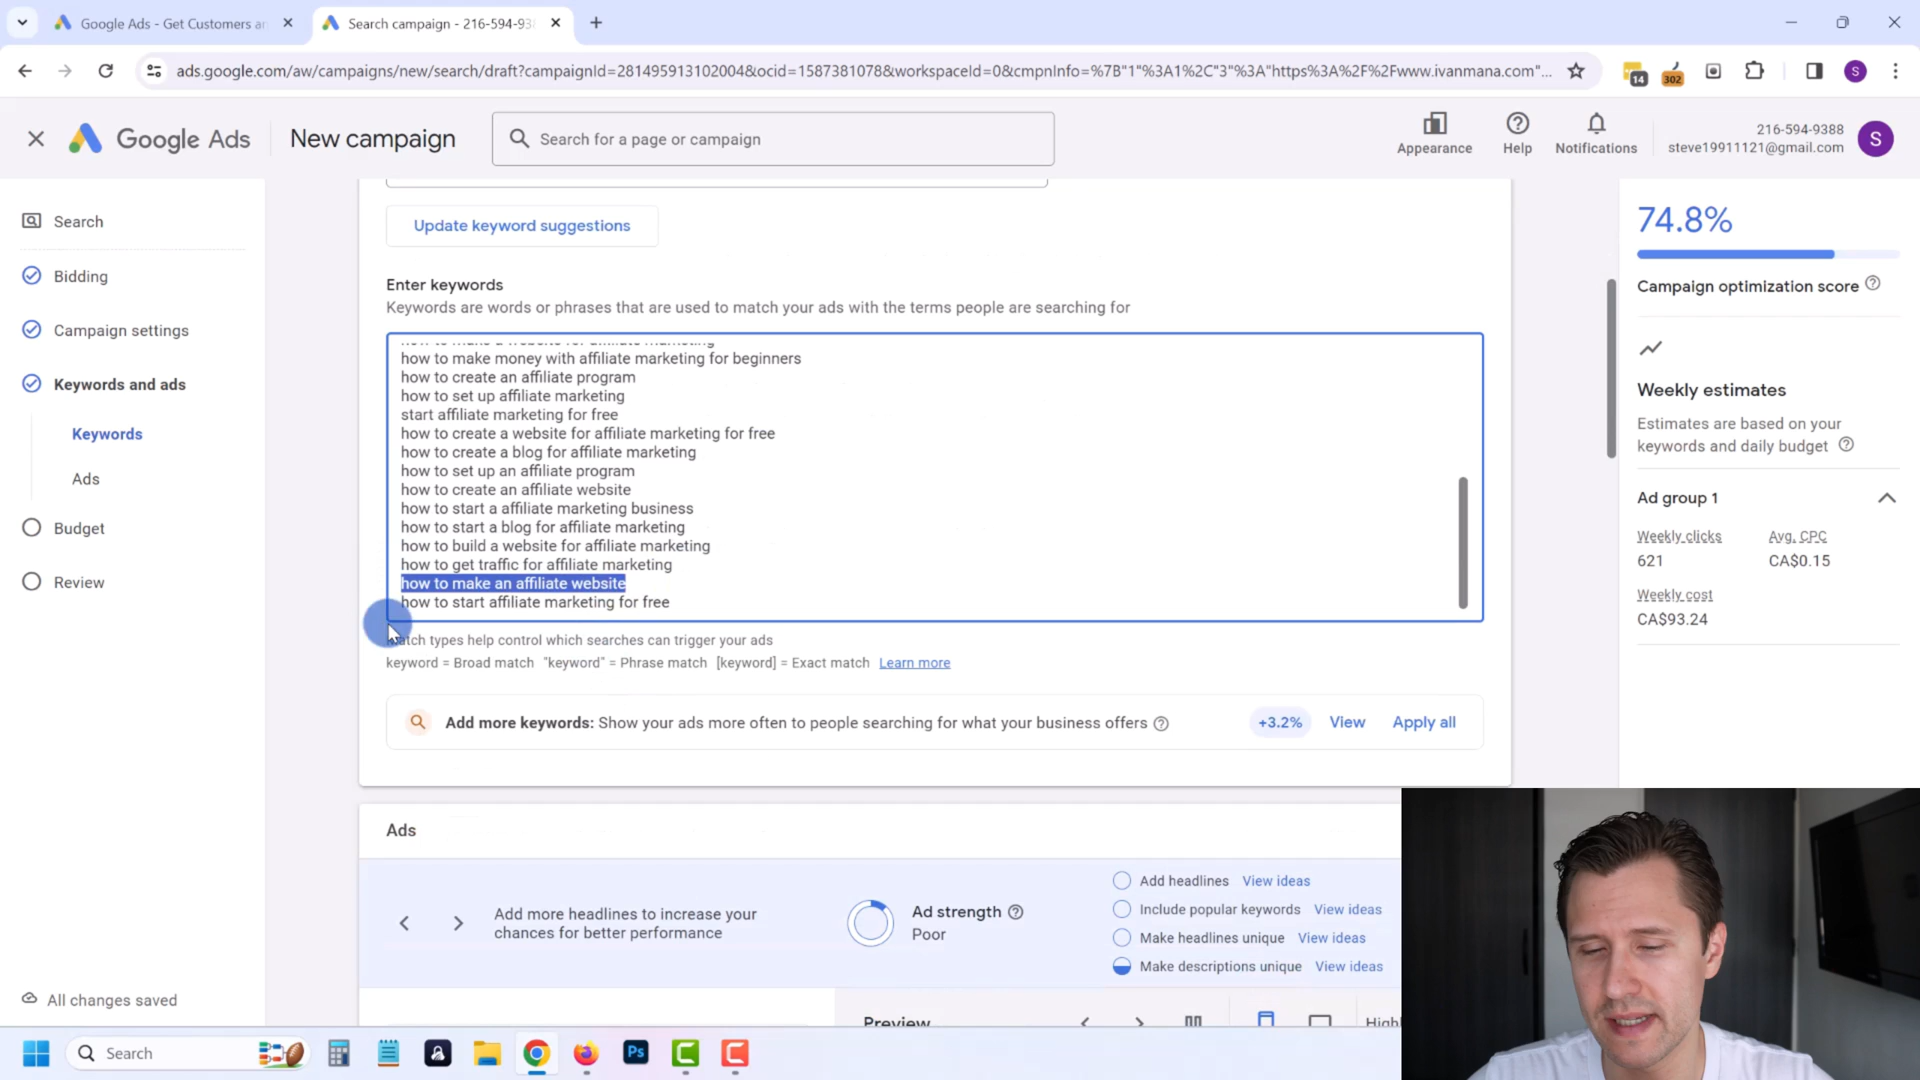 Google Ads - Get Customers an
Search campaign - 216-594-938
ads.google.com/aw/campaigns/new/search/draft?campaignId=281495913102004&ocid=1587381078&workspaceId=0&cmpnInfo=%7B"1"%3A1%2C"3"%3A"https%3A%2F%2Fwww.ivanmana.com"...
14
302
S
Google Ads
New campaign
Search for a page or campaign
Appearance
Help
Notifications
216-594-9388
steve19911121@gmail.com
S
Search
Bidding
Campaign settings
Keywords and ads
Keywords
Ads
Budget
Review
All changes saved
Update keyword suggestions
Enter keywords
Keywords are words or phrases that are used to match your ads with the terms people are searching for
how to make a website for affiliate marketing
how to make money with affiliate marketing for beginners
how to create an affiliate program
how to set up affiliate marketing
start affiliate marketing for free
how to create a website for affiliate marketing for free
how to create a blog for affiliate marketing
how to set up an affiliate program
how to create an affiliate website
how to start a affiliate marketing business
how to start a blog for affiliate marketing
how to build a website for affiliate marketing
how to get traffic for affiliate marketing
how to make an affiliate website
how to start affiliate marketing for free
Match types help control which searches can trigger your ads
keyword = Broad match "keyword" = Phrase match [keyword] = Exact match Learn more
Add more keywords: Show your ads more often to people searching for what your business offers
+3.2%
View
Apply all
Ads
Add more headlines to increase your
chances for better performance
Ad strength
Poor
Add headlines View ideas
Include popular keywords View ideas
Make headlines unique View ideas
Make descriptions unique View ideas
Preview
74.8%
Campaign optimization score
Weekly estimates
Estimates are based on your
keywords and daily budget
Ad group 1
Weekly clicks
Avg. CPC
621
CA$0.15
Weekly cost
CA$93.24
Search
Ps